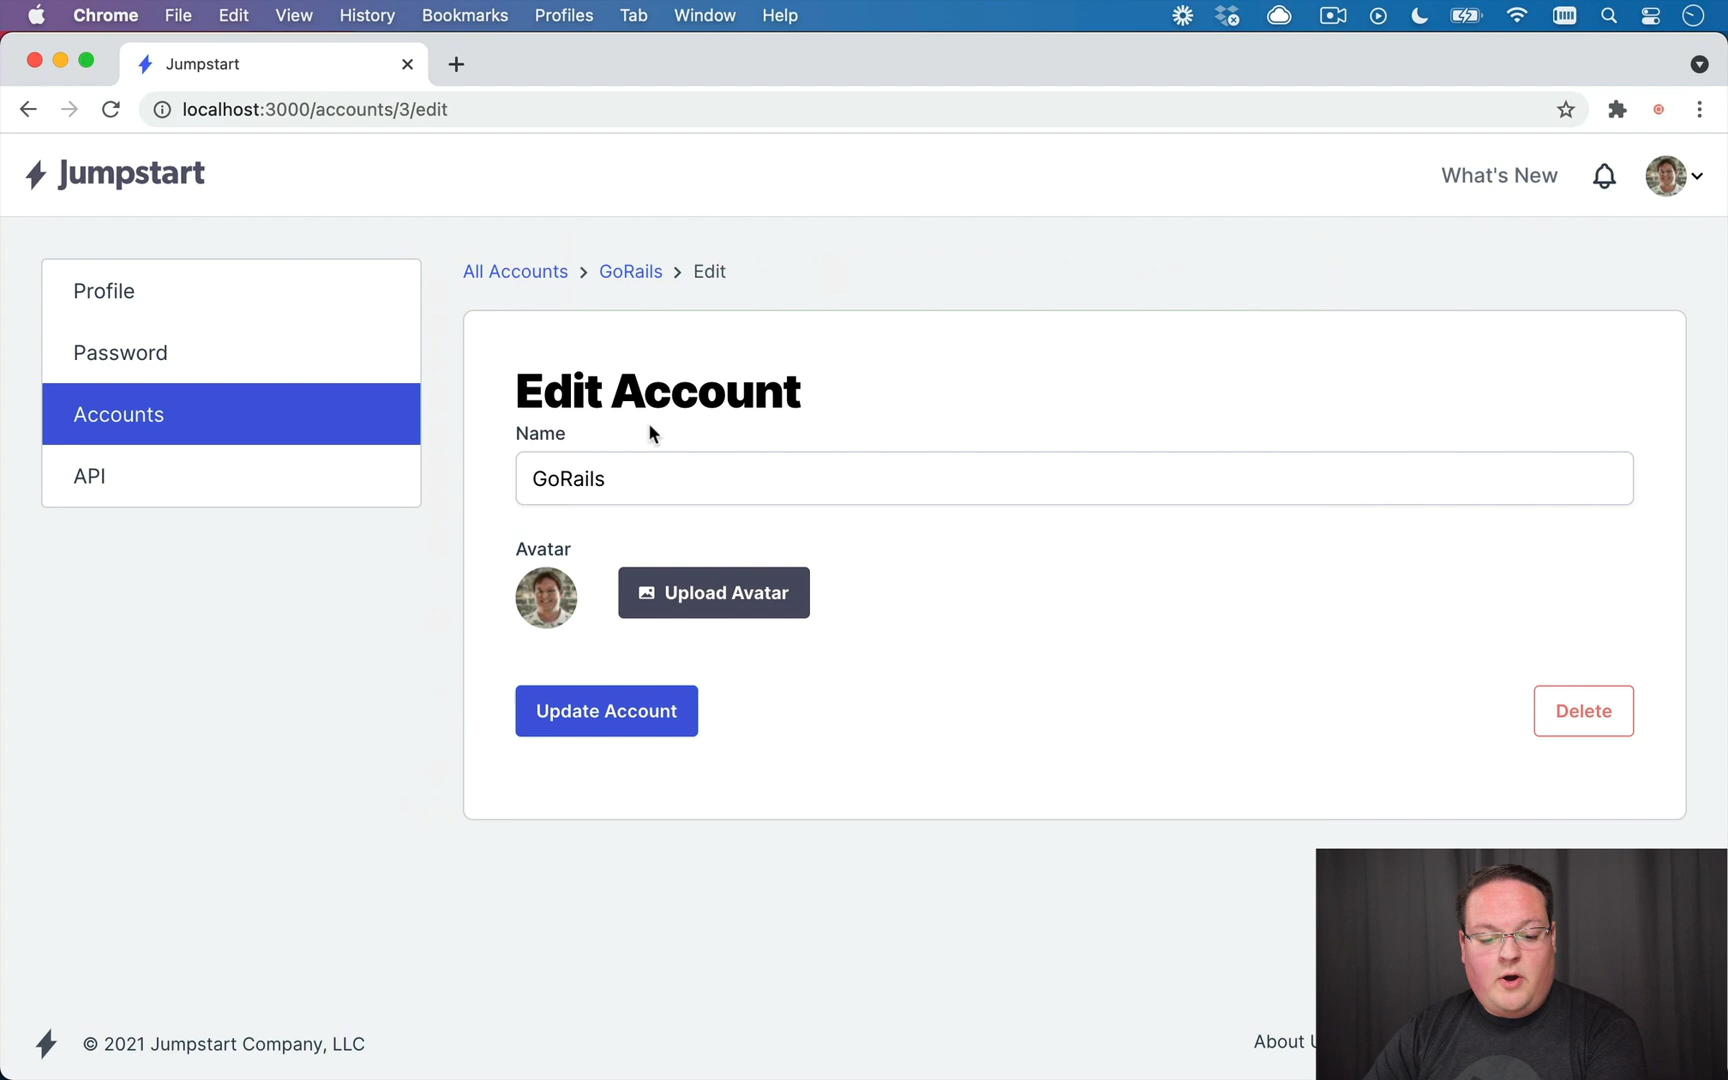 Chrome File Edit View History Bookmarks Profiles Tab Window Help
Jumpstart
localhost:3000/accounts/3/edit
Jumpstart
What's New
Profile
Password
Accounts
API
All Accounts > GoRails > Edit
Edit Account
Name
GoRails
Avatar
Upload Avatar
Update Account
Delete
© 2021 Jumpstart Company, LLC
About